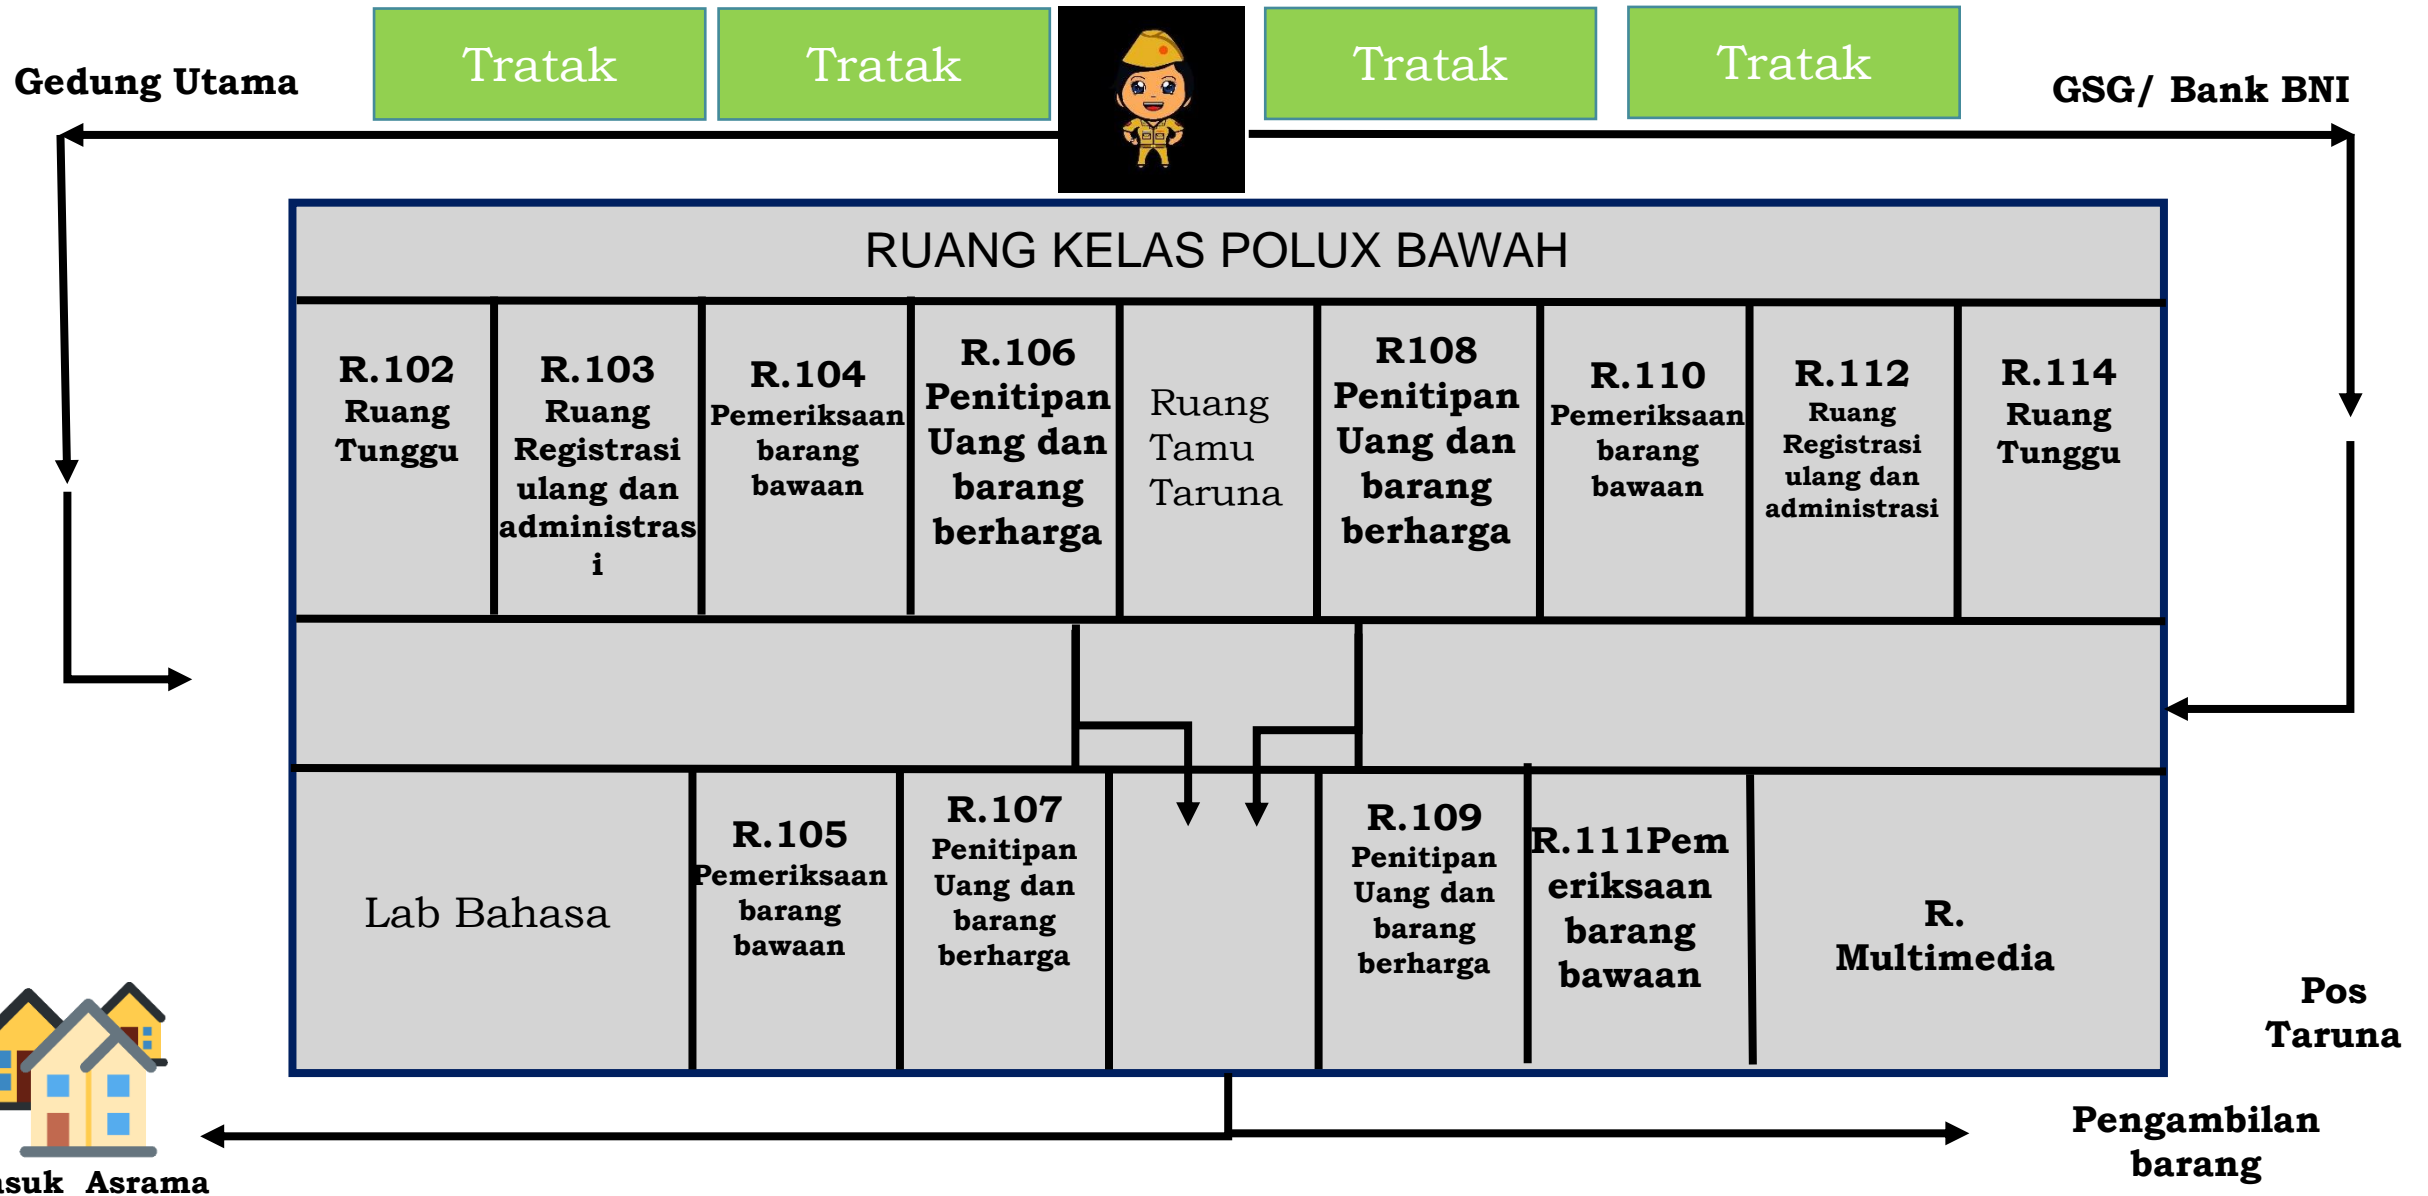 Tratak
Tratak
Tratak
Tratak
Gedung Utama
GSG/ Bank BNI
RUANG KELAS POLUX BAWAH
R.102
Ruang
Tunggu
R.103
Ruang
Registrasi
ulang dan
administras
i
R.104
Pemeriksaan
barang
bawaan
R.106
Penitipan
Uang dan
barang
berharga
Ruang
Tamu
Taruna
R108
Penitipan
Uang dan
barang
berharga
R.110
Pemeriksaan
barang
bawaan
R.112
Ruang
Registrasi
ulang dan
administrasi
R.114
Ruang
Tunggu
Lab Bahasa
R.105
Pemeriksaan
barang
bawaan
R.107
Penitipan
Uang dan
barang
berharga
R.109
Penitipan
Uang dan
barang
berharga
R.111Pem
eriksaan
barang
bawaan
R.
Multimedia
Pos
Taruna
Pengambilan
barang
Asrama